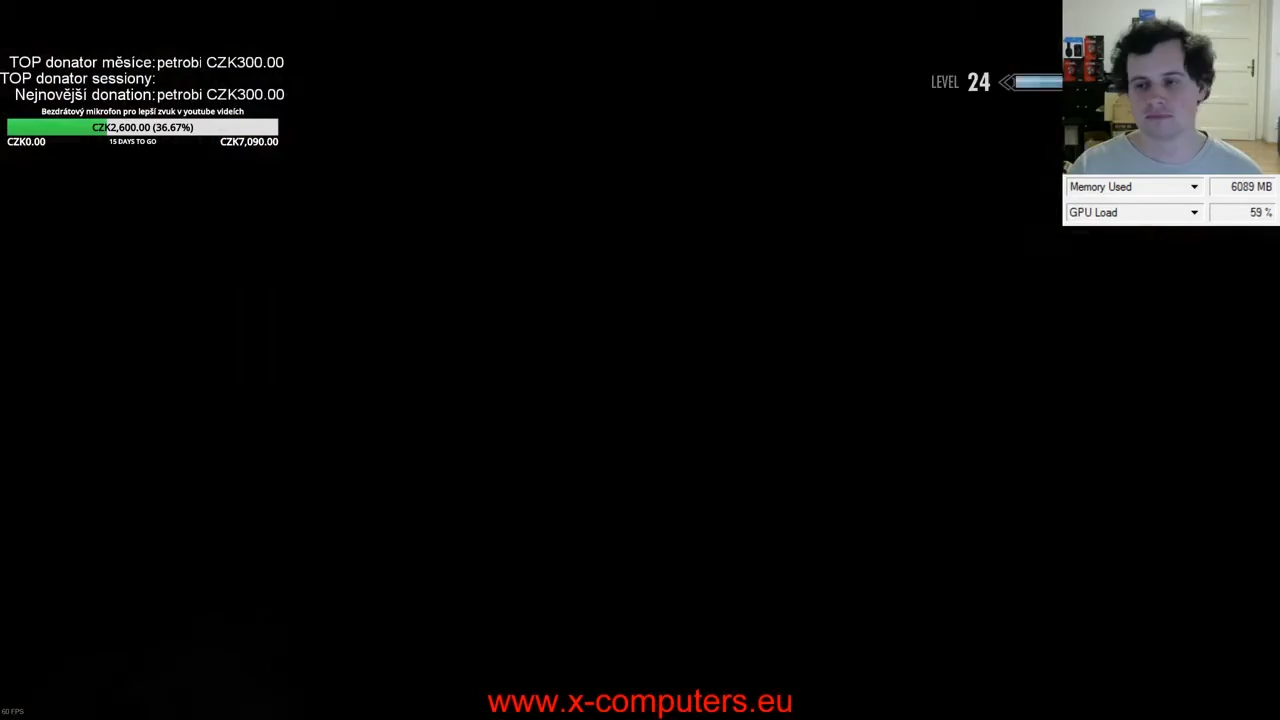 TOP donator měsíce:petrobi CZK300.00
TOP donator sessiony:
Nejnovější donation:petrobi CZK300.00
Bezdrátový mikrofon pro lepší zvuk v youtube videích
CZK2,600.00 (36.67%)
CZK0.00 15 DAYS TO GO CZK7,090.00
LEVEL 24
Memory Used 6089 MB
GPU Load 59 %
60 FPS
www.x-computers.eu